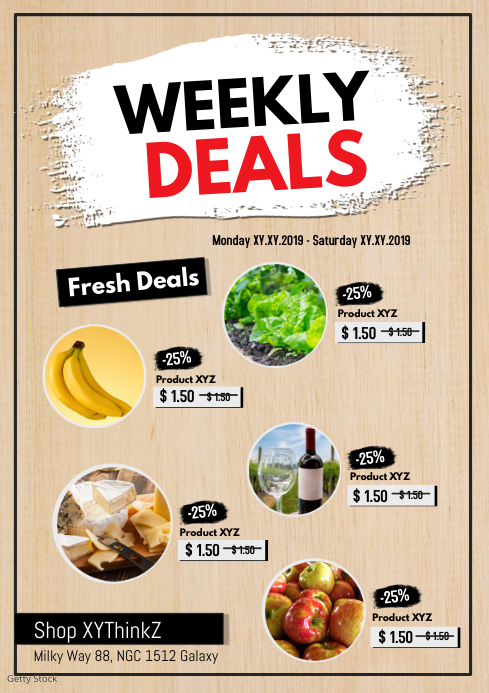 WEEKLY
DEALS
Monday XY.XY.2019 - Saturday XY.XY.2019
Fresh Deals
-25%
Product XYZ
$ 1.50 $ 1.50
-25%
Product XYZ
$ 1.50 $ 1.50
-25%
Product XYZ
$ 1.50 $ 1.50
-25%
Product XYZ
$ 1.50 $ 1.50
-25%
Product XYZ
$ 1.50 $ 1.50
Shop XYThinkZ
Milky Way 88, NGC 1512 Galaxy
Getty Stock